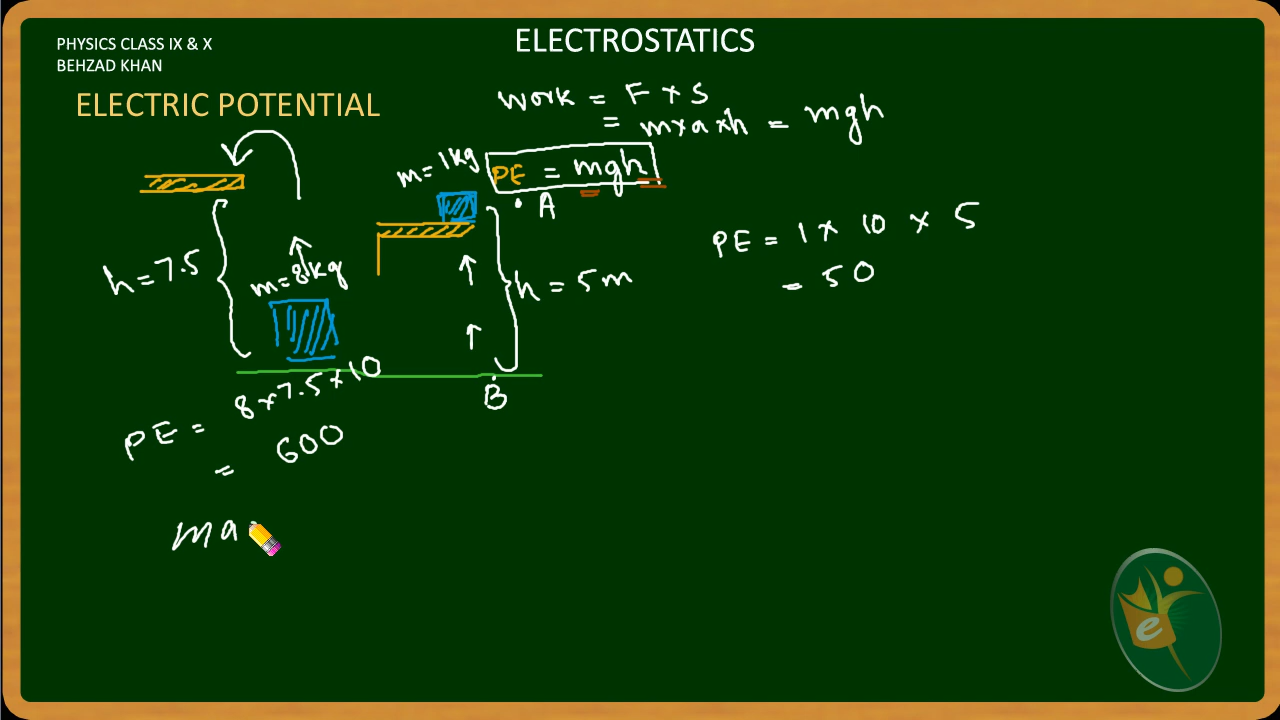 PHYSICS CLASS IX & X
BEHZAD KHAN
ELECTROSTATICS
ELECTRIC POTENTIAL
Work = F × S
= m×a×h = mgh
PE = mgh
m=1kg
A
h=7.5
m=8kg
h = 5m
B
PE = 1 × 10 × 5
= 50
PE = 8×7.5×10
= 600
ma
e